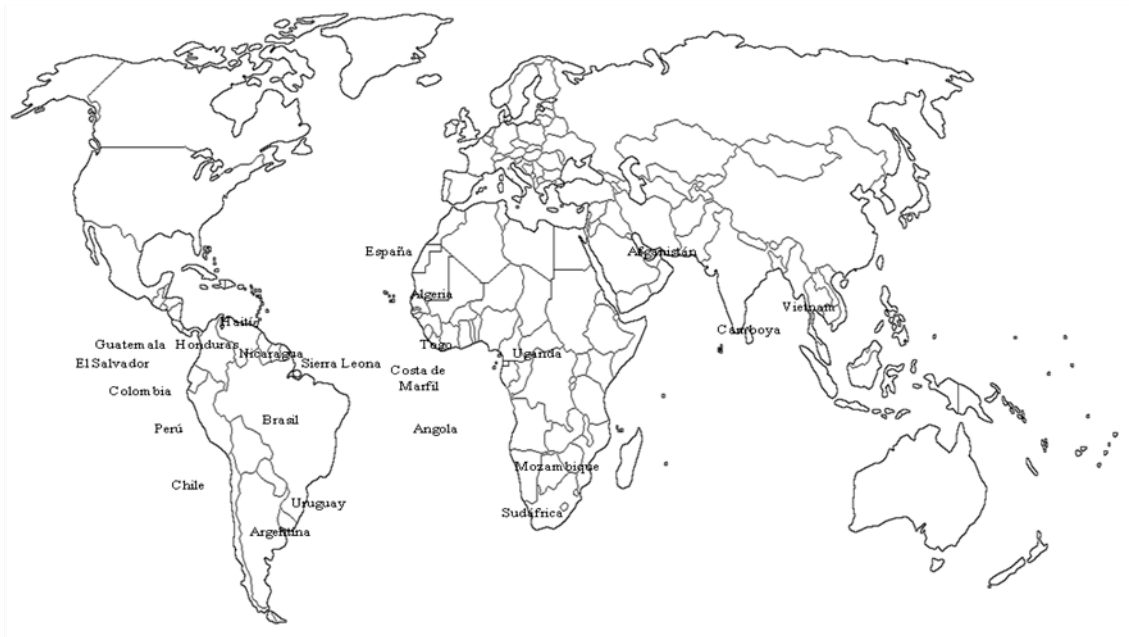 España
Afganistán
Algeria
Vietnam
Haití
Camboya
Guatemala
Honduras
Togo
Nicaragua
Uganda
El Salvador
Sierra Leona
Costa de
Marfil
Colombia
Brasil
Perú
Angola
Mozambique
Chile
Uruguay
Sudáfrica
Argentina